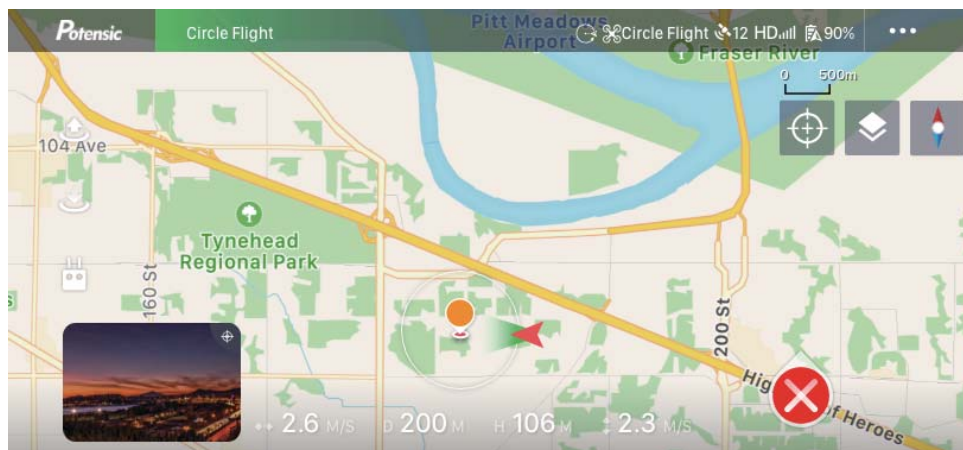 Potensic
Circle Flight
Circle Flight 12 HD 90%
Pitt Meadows
Airport
Fraser River
0 500m
104 Ave
Tynehead
Regional Park
160 St
200 St
2.6 M/S D 200 M H 106 M 2.3 M/S
of Heroes